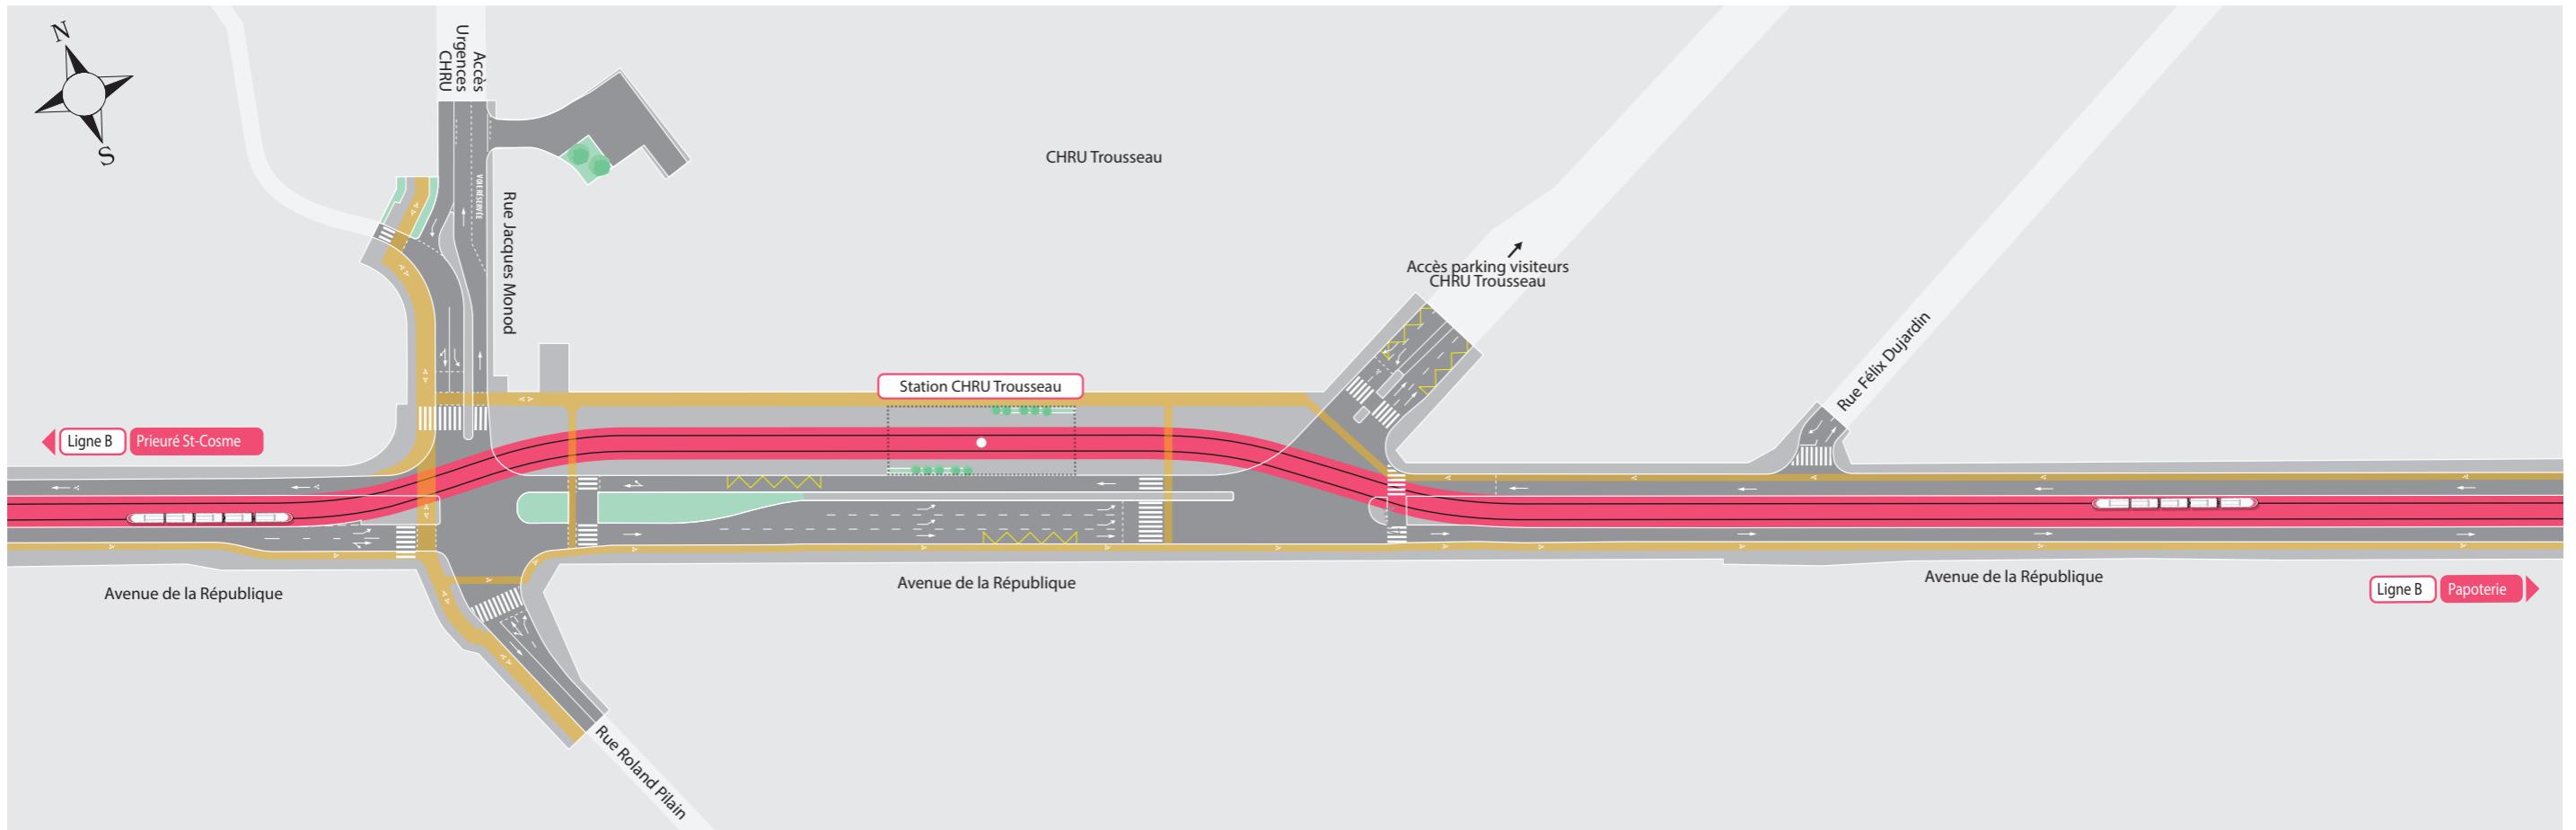 N
S
Accès
Urgences
CHRU
VOIE RÉSERVÉE
Rue Jacques Monod
CHRU Trousseau
Accès parking visiteurs
CHRU Trousseau
Rue Félix Dujardin
Station CHRU Trousseau
Ligne B Prieuré St-Cosme
Avenue de la République
Avenue de la République
Avenue de la République
Ligne B Papoterie
Rue Roland Pilain